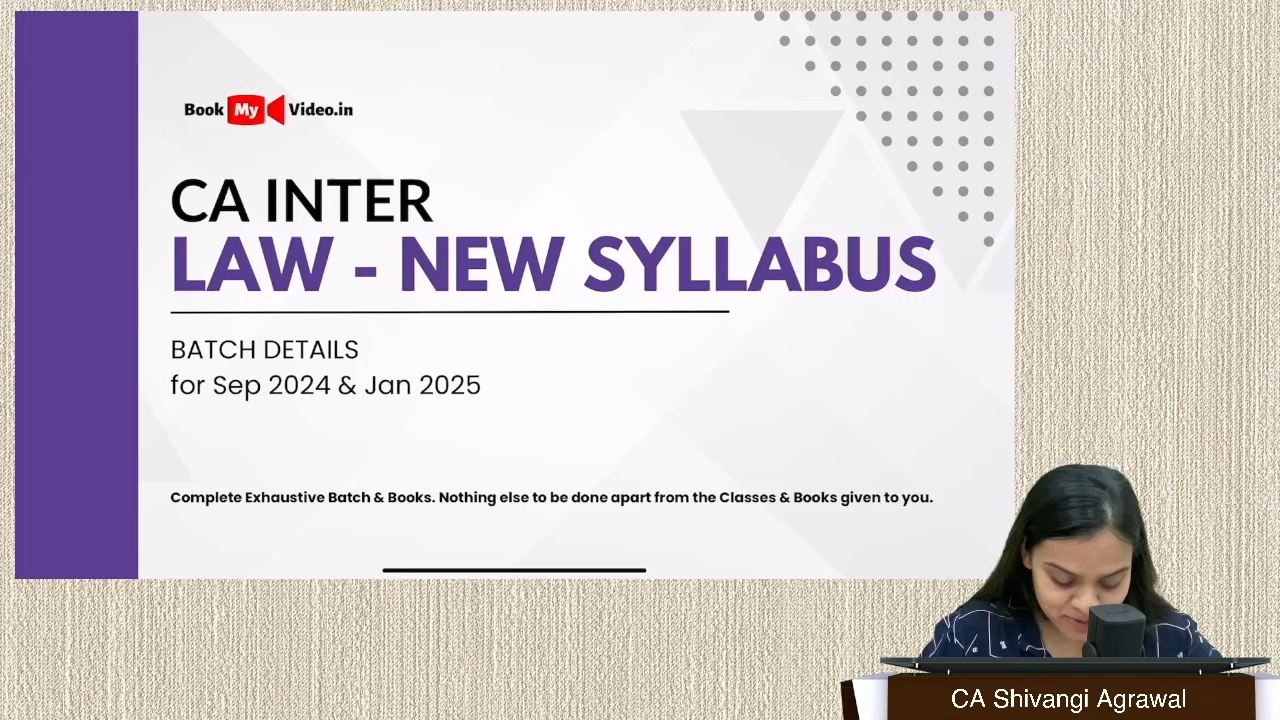 Book My Video.in
CA INTER
LAW - NEW SYLLABUS
BATCH DETAILS
for Sep 2024 & Jan 2025
Complete Exhaustive Batch & Books. Nothing else to be done apart from the Classes & Books given to you.
CA Shivangi Agrawal